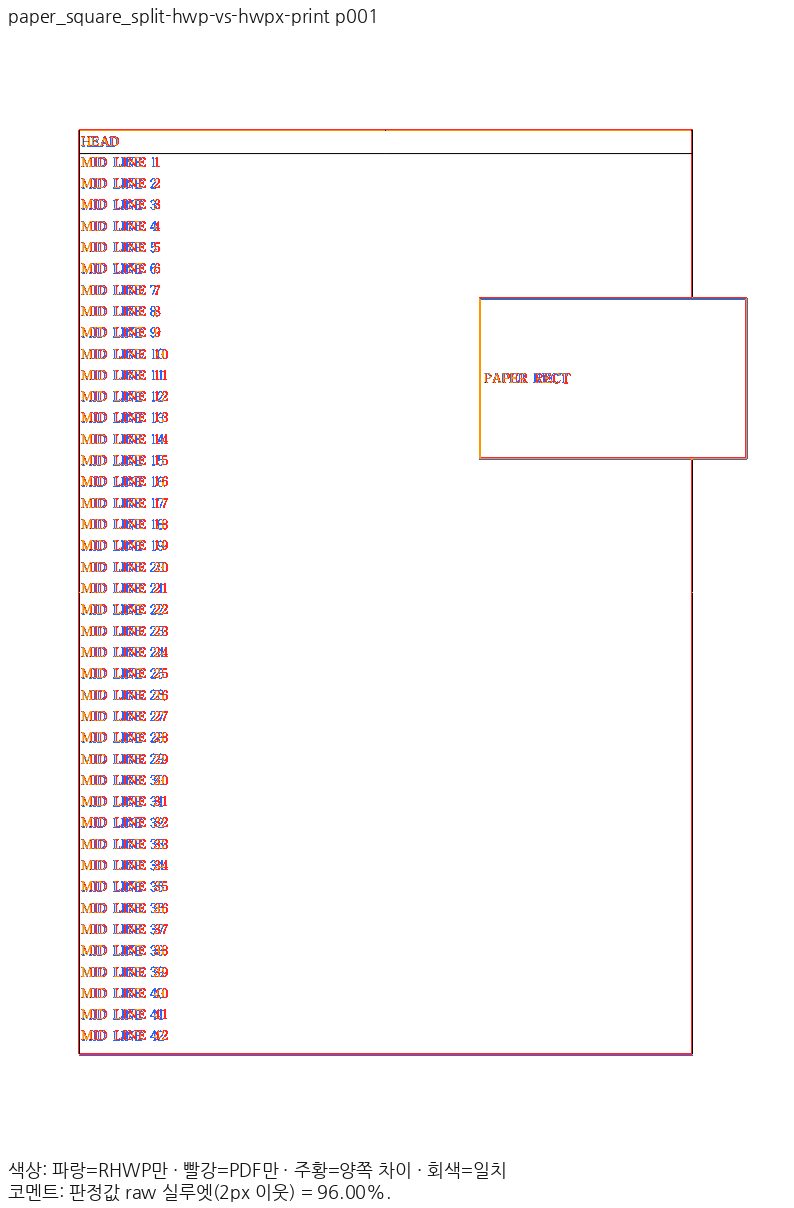 paper_square_split-hwp-vs-hwpx-print p001
HEAD
MID LINE 1
MID LINE 2
MID LINE 3
MID LINE 4
MID LINE 5
MID LINE 6
MID LINE 7
MID LINE 8
MID LINE 9
MID LINE 10
MID LINE 11
MID LINE 12
MID LINE 13
MID LINE 14
MID LINE 15
MID LINE 16
MID LINE 17
MID LINE 18
MID LINE 19
MID LINE 20
MID LINE 21
MID LINE 22
MID LINE 23
MID LINE 24
MID LINE 25
MID LINE 26
MID LINE 27
MID LINE 28
MID LINE 29
MID LINE 30
MID LINE 31
MID LINE 32
MID LINE 33
MID LINE 34
MID LINE 35
MID LINE 36
MID LINE 37
MID LINE 38
MID LINE 39
MID LINE 40
MID LINE 41
MID LINE 42
PAPER RECT
색상: 파랑=RHWP만 · 빨강=PDF만 · 주황=양쪽 차이 · 회색=일치
코멘트: 판정값 raw 실루엣(2px 이웃) = 96.00%.